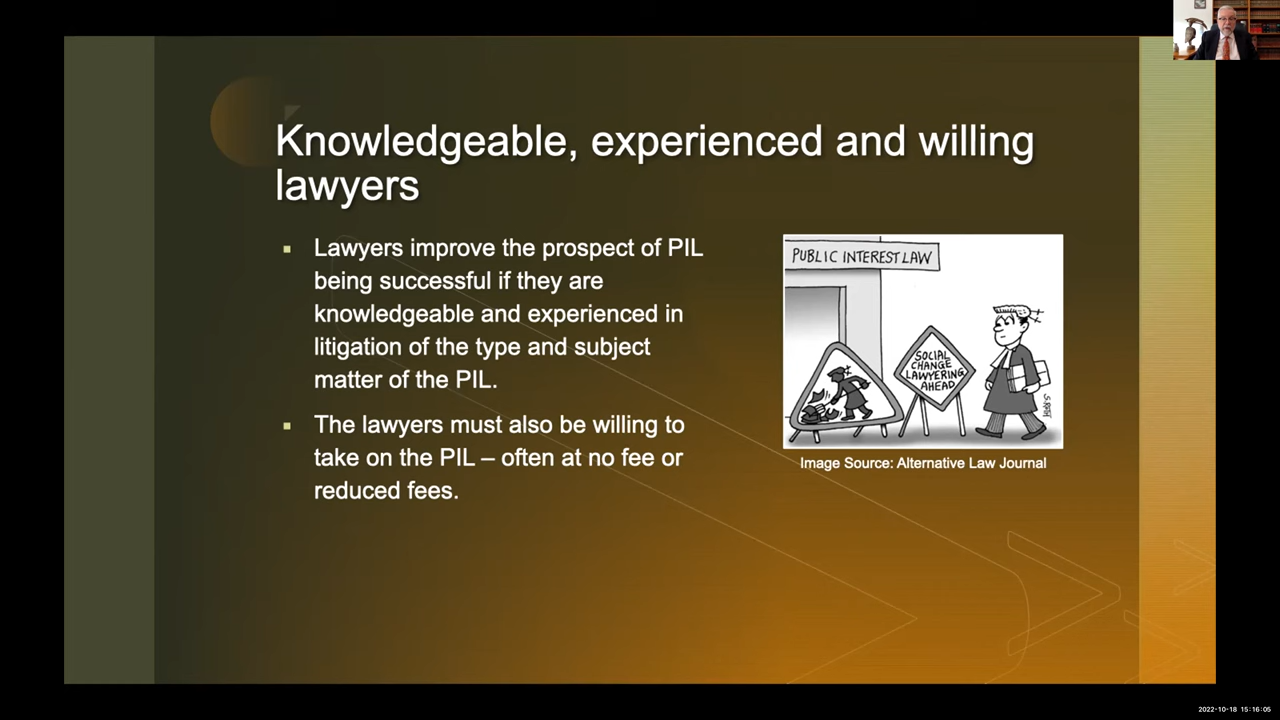 Knowledgeable, experienced and willing
lawyers
▪ Lawyers improve the prospect of PIL
being successful if they are
knowledgeable and experienced in
litigation of the type and subject
matter of the PIL.
▪ The lawyers must also be willing to
take on the PIL – often at no fee or
reduced fees.
PUBLIC INTEREST LAW
SOCIAL
CHANGE
LAWYERING
AHEAD
Image Source: Alternative Law Journal
2022-10-18 15:16:05